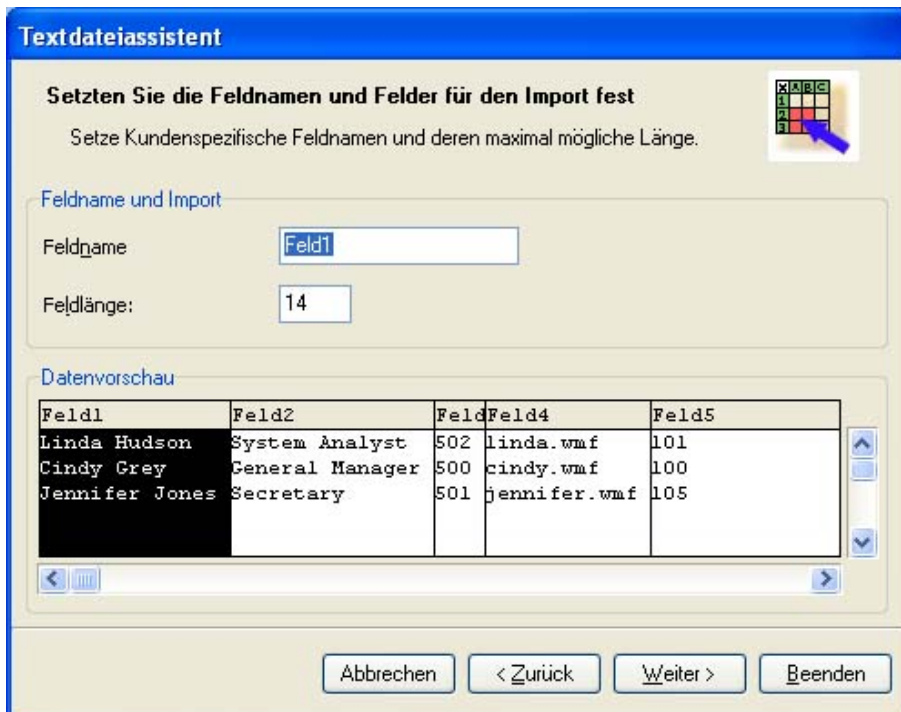 Textdateiassistent
Setzten Sie die Feldnamen und Felder für den Import fest
Setze Kundenspezifische Feldnamen und deren maximal mögliche Länge.
X A B C
1
2
3
Feldname und Import
Feldname Feld1
Feldlänge: 14
Datenvorschau
Feld1 Feld2 Feld Feld4 Feld5
Linda Hudson System Analyst 502 linda.wmf 101
Cindy Grey General Manager 500 cindy.wmf 100
Jennifer Jones Secretary 501 jennifer.wmf 105
Abbrechen < Zurück Weiter > Beenden